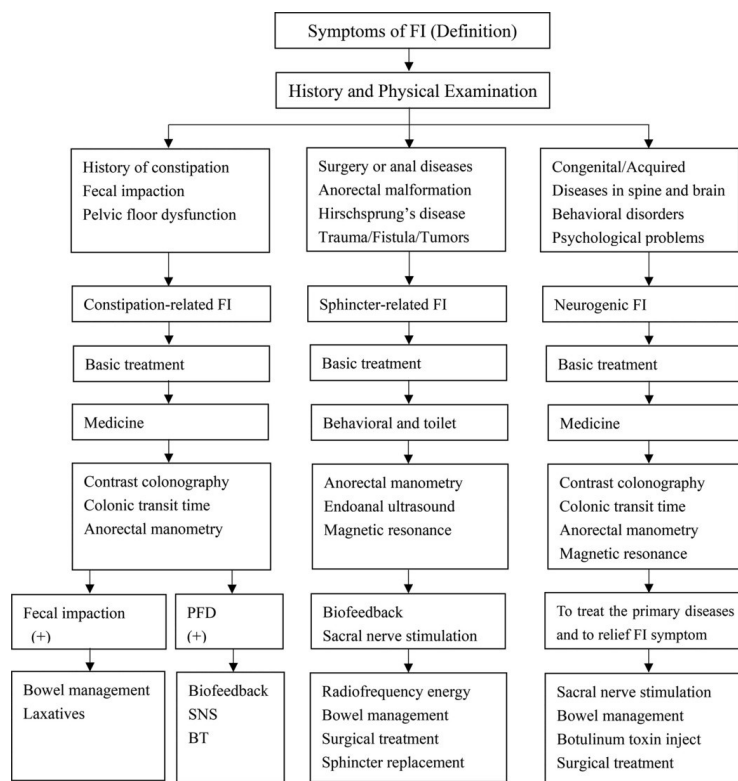 Symptoms of FI (Definition)
History and Physical Examination
History of constipation
Fecal impaction
Pelvic floor dysfunction
Surgery or anal diseases
Anorectal malformation
Hirschsprung's disease
Trauma/Fistula/Tumors
Congenital/Acquired
Diseases in spine and brain
Behavioral disorders
Psychological problems
Constipation-related FI
Sphincter-related FI
Neurogenic FI
Basic treatment
Basic treatment
Basic treatment
Medicine
Behavioral and toilet
Medicine
Contrast colonography
Colonic transit time
Anorectal manometry
Anorectal manometry
Endoanal ultrasound
Magnetic resonance
Contrast colonography
Colonic transit time
Anorectal manometry
Magnetic resonance
Fecal impaction
(+)
PFD
(+)
Biofeedback
Sacral nerve stimulation
To treat the primary diseases
and to relief FI symptom
Bowel management
Laxatives
Biofeedback
SNS
BT
Radiofrequency energy
Bowel management
Surgical treatment
Sphincter replacement
Sacral nerve stimulation
Bowel management
Botulinum toxin inject
Surgical treatment